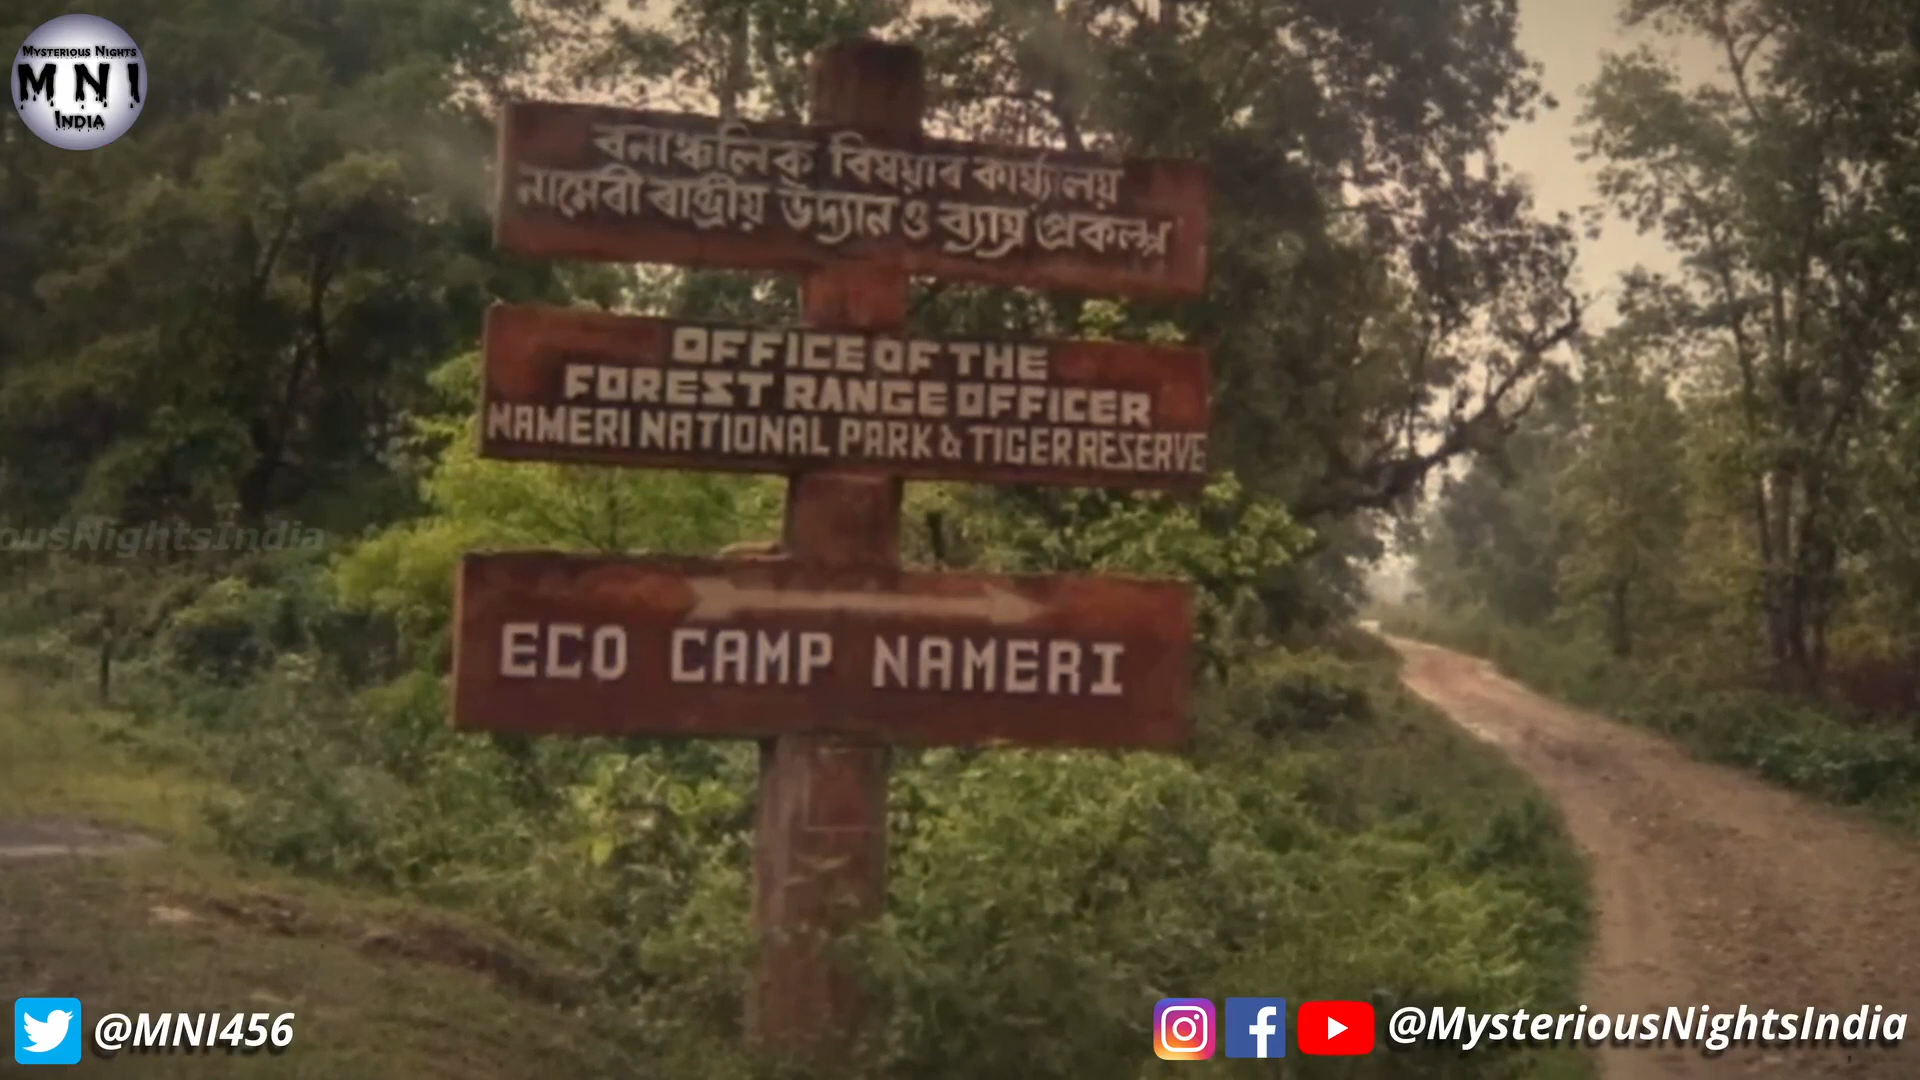 MYSTERIOUS NIGHTS
MNI
INDIA
বনাঞ্চলিক বিষয়াৰ কাৰ্য্যালয়
নামেৰী ৰাষ্ট্ৰীয় উদ্যান ও ব্যাঘ্ৰ প্ৰকল্প
OFFICE OF THE
FOREST RANGE OFFICER
NAMERI NATIONAL PARK & TIGER RESERVE
ousNightsIndia
ECO CAMP NAMERI
@MNI456
@MysteriousNightsIndia